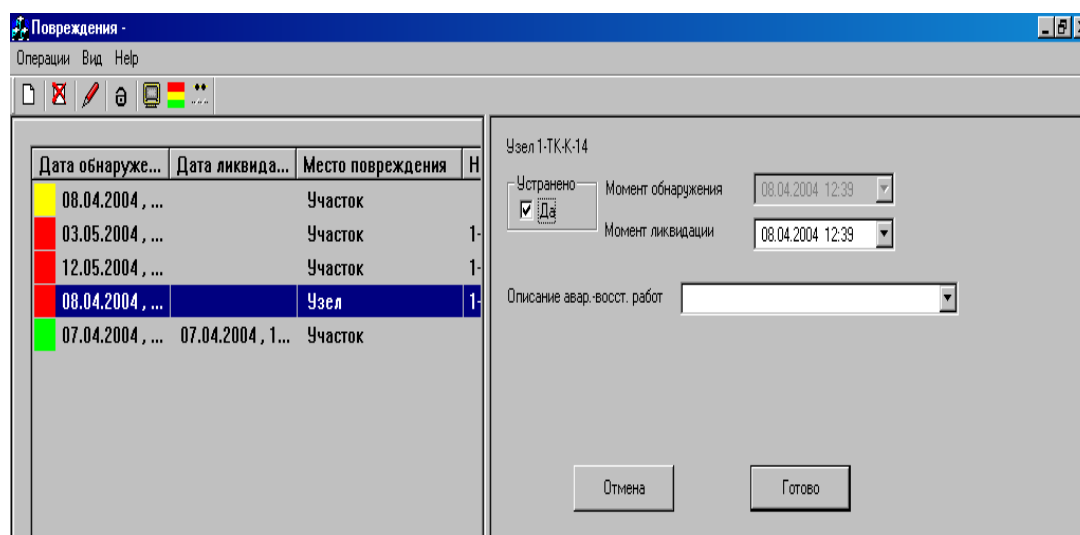 Повреждения -
Операции Вид Help
Дата обнаруже... Дата ликвида... Место повреждения Н
08.04.2004 , ... Участок
03.05.2004 , ... Участок 1-
12.05.2004 , ... Участок 1-
08.04.2004 , ... Узел 1-
07.04.2004 , ... 07.04.2004 , 1... Участок
Узел 1-ТК-К-14
Устранено
Да
Момент обнаружения 08.04.2004 12:39
Момент ликвидации 08.04.2004 12:39
Описание авар.-восст. работ
Отмена Готово